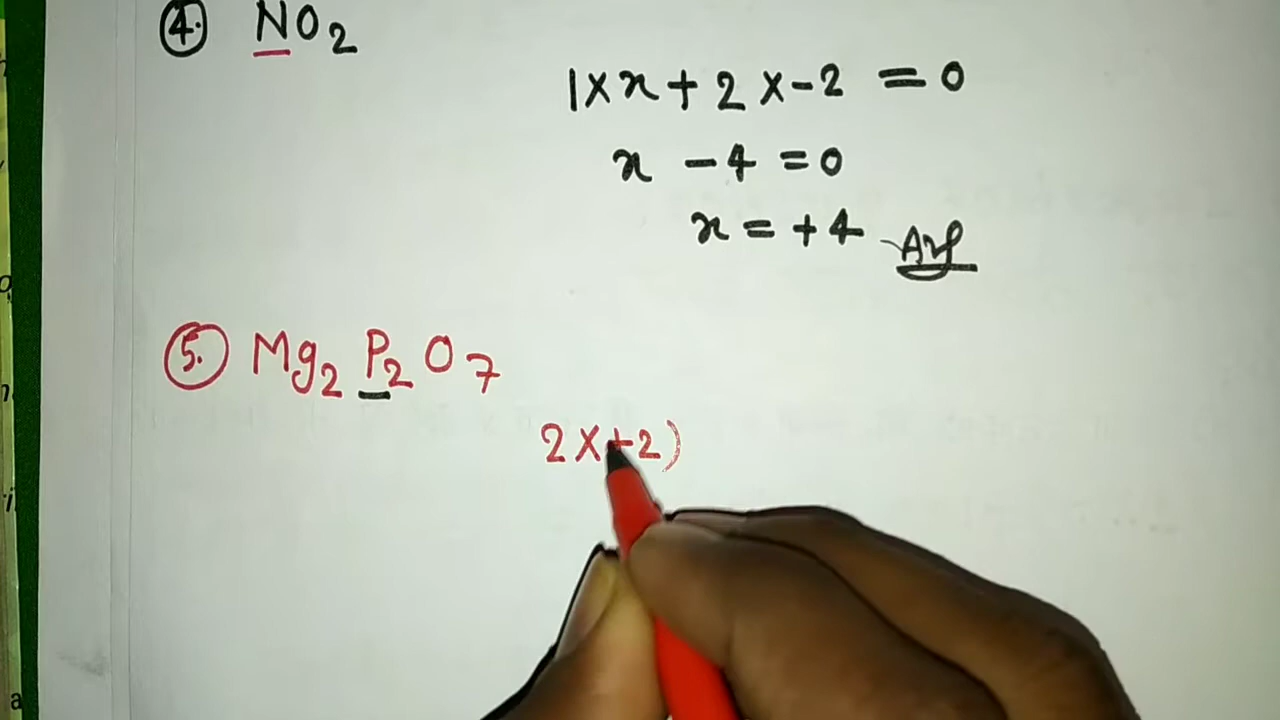 4. NO2
1×x+2×-2 = 0
x -4 = 0
x = +4 Ans
5. Mg2 P2 O7
2×+2)